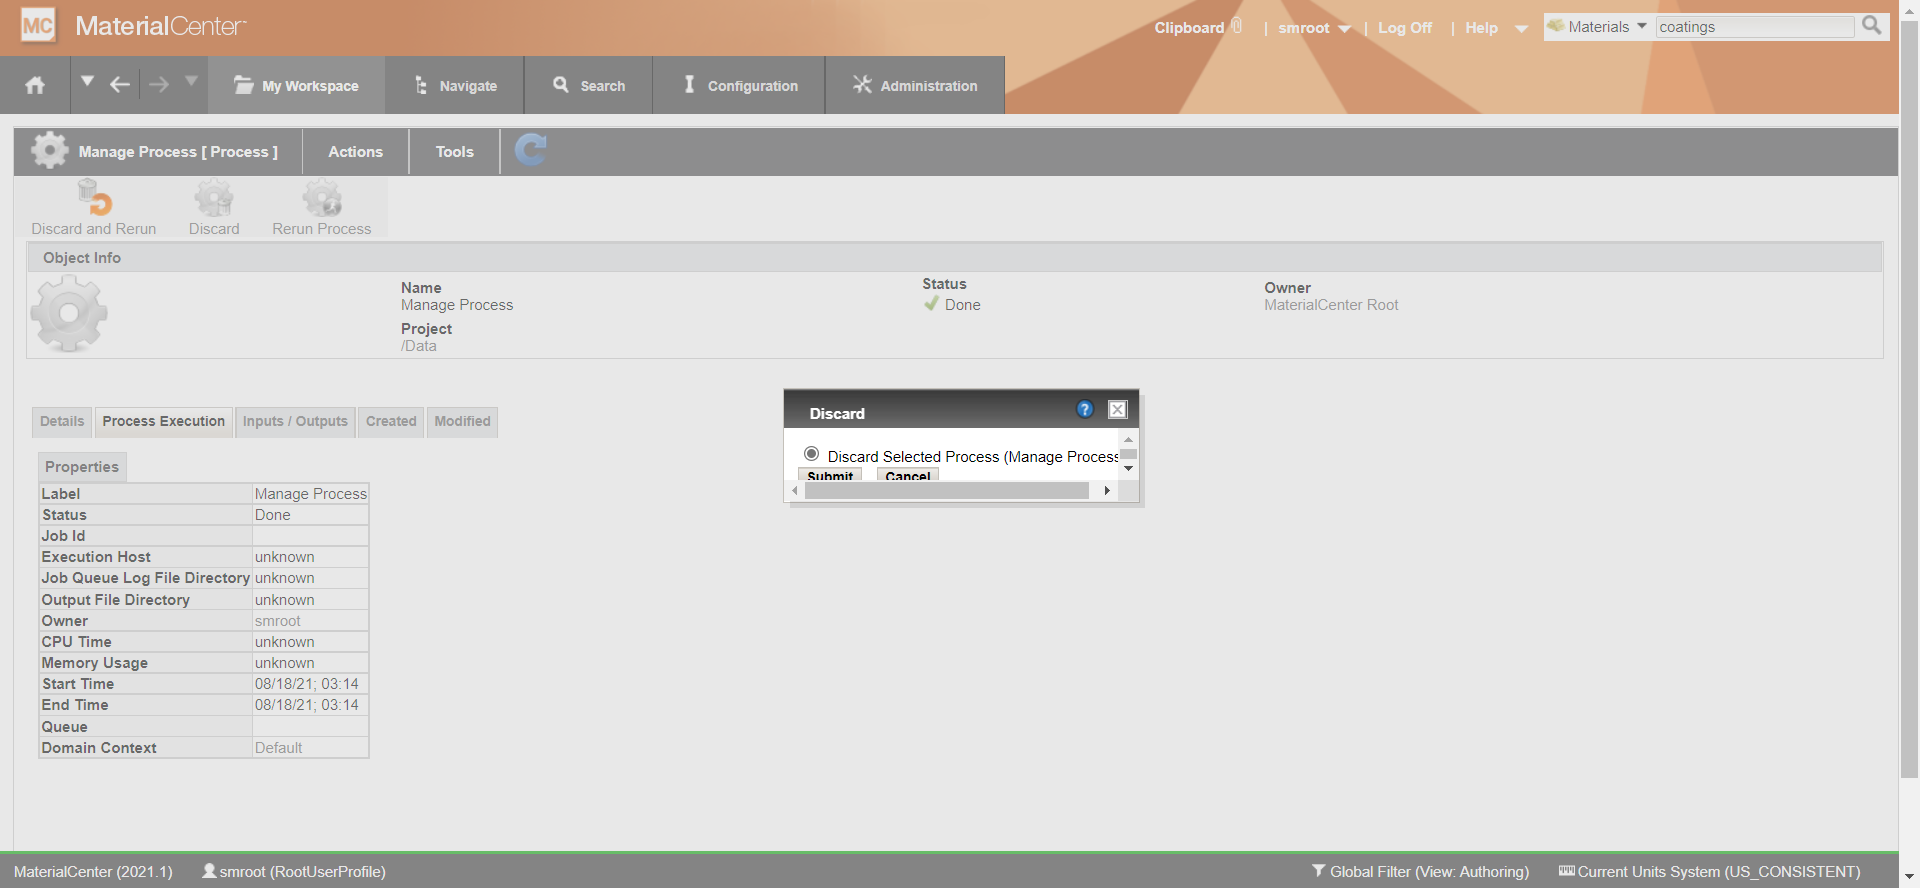 MC MaterialCenter
Clipboard | smroot | Log Off | Help
Materials coatings
My Workspace Navigate Search Configuration Administration
Manage Process [ Process ] Actions Tools
Discard and Rerun Discard Rerun Process
Object Info
Name
Manage Process
Project
/Data
Status
Done
Owner
MaterialCenter Root
Details Process Execution Inputs / Outputs Created Modified
Discard ?
Discard Selected Process (Manage Process
Submit Cancel
Properties
Label Manage Process
Status Done
Job Id
Execution Host unknown
Job Queue Log File Directory unknown
Output File Directory unknown
Owner smroot
CPU Time unknown
Memory Usage unknown
Start Time 08/18/21; 03:14
End Time 08/18/21; 03:14
Queue
Domain Context Default
MaterialCenter (2021.1) smroot (RootUserProfile) Global Filter (View: Authoring) Current Units System (US_CONSISTENT)